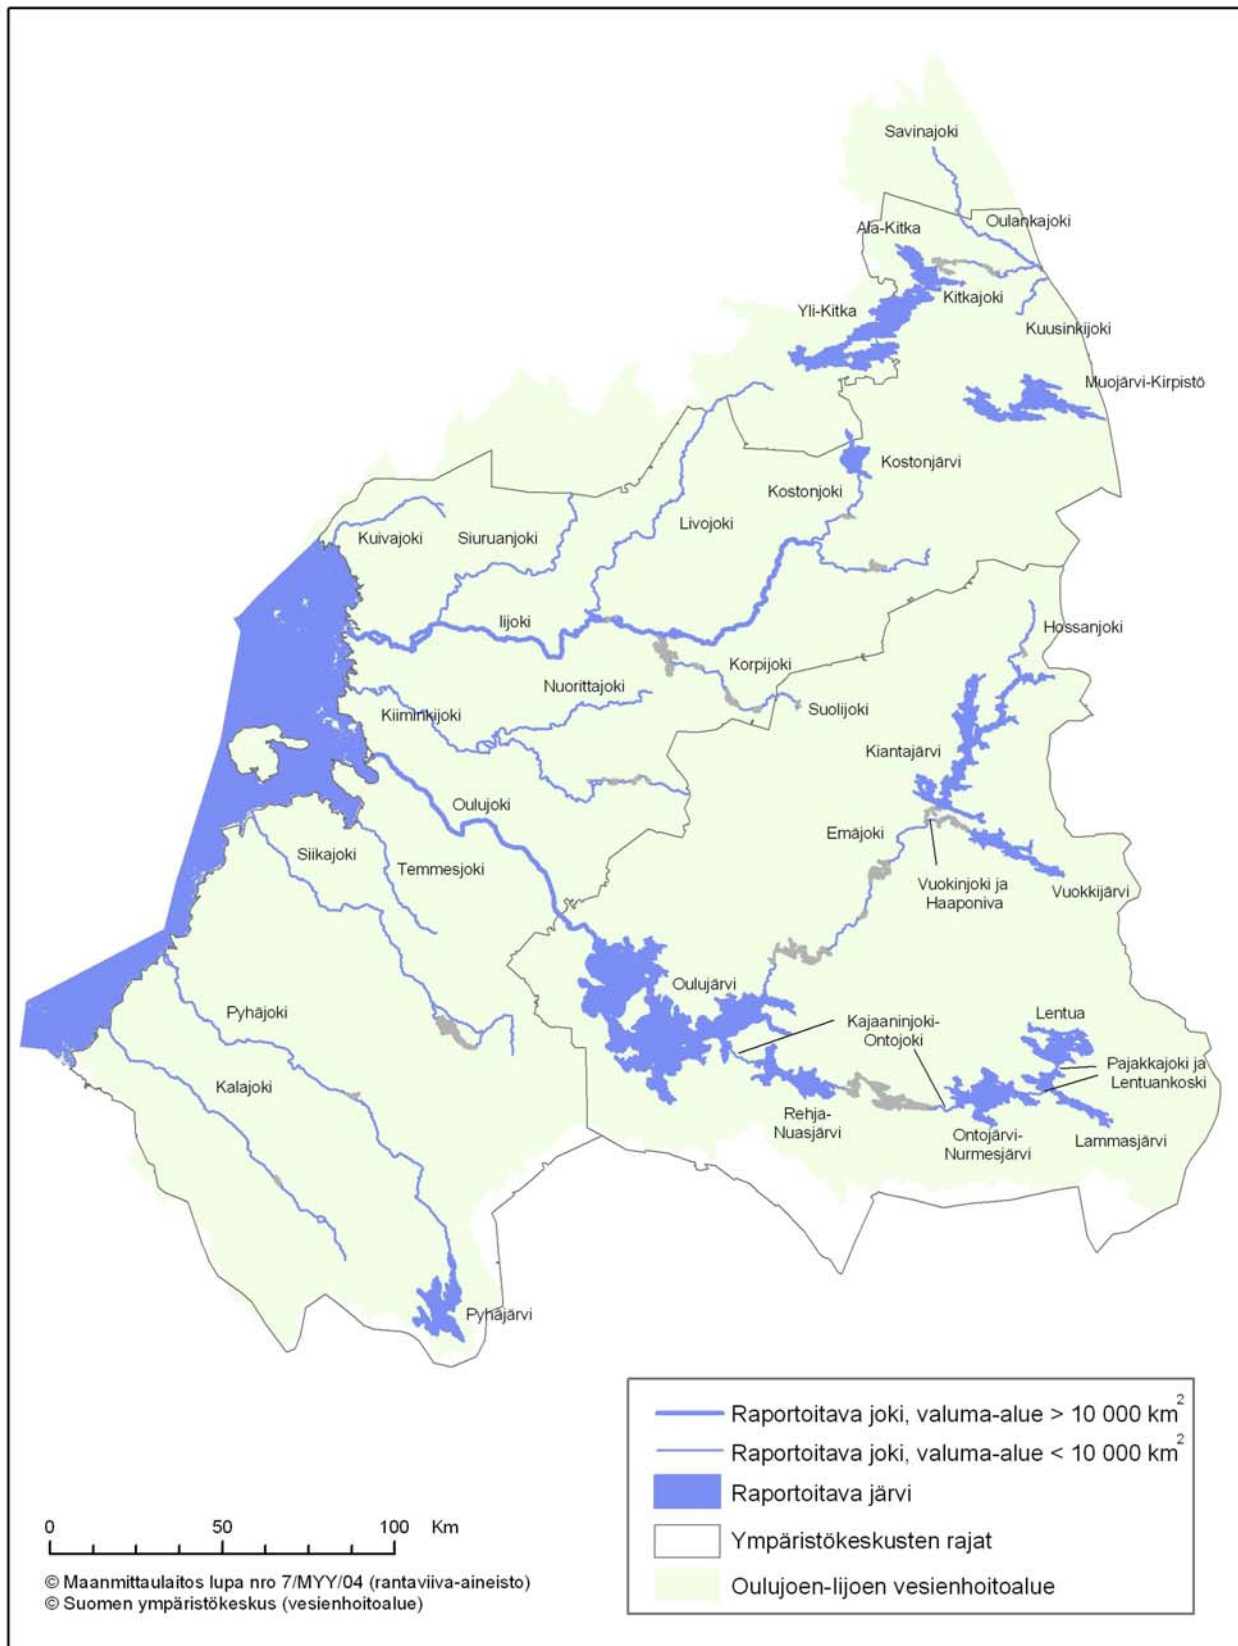 Savinajoki
Oulankajoki
Ala-Kitka
Kitkajoki
Yli-Kitka
Kuusinkijoki
Muojärvi-Kirpistö
Kostonjärvi
Kostonjoki
Livojoki
Kuivajoki
Siuruanjoki
Iijoki
Hossanjoki
Korpijoki
Nuorittajoki
Suolijoki
Kiiminkijoki
Kiantajärvi
Oulujoki
Emäjoki
Siikajoki
Temmesjoki
Vuokinjoki ja
Haaponiva
Vuokkijärvi
Oulujärvi
Pyhäjoki
Kajaaninjoki-
Ontojoki
Lentua
Pajakkajoki ja
Lentuankoski
Kalajoki
Rehja-
Nuasjärvi
Ontojärvi-
Nurmesjärvi
Lammasjärvi
Pyhäjärvi
Raportoitava joki, valuma-alue > 10 000 km²
Raportoitava joki, valuma-alue < 10 000 km²
Raportoitava järvi
Ympäristökeskusten rajat
Oulujoen-Iijoen vesienhoitoalue
0 50 100 Km
© Maanmittaulaitos lupa nro 7/MYY/04 (rantaviiva-aineisto)
© Suomen ympäristökeskus (vesienhoitoalue)